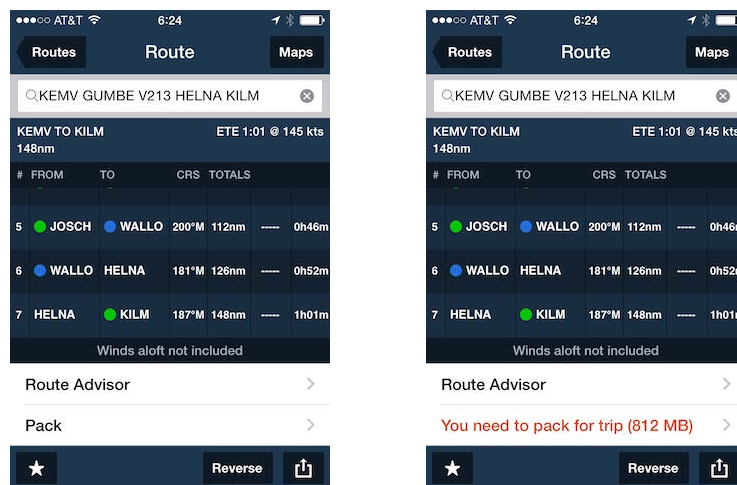 AT&T 6:24
Routes Route Maps
KEMV GUMBE V213 HELNA KILM
KEMV TO KILM ETE 1:01 @ 145 kts
148nm
# FROM TO CRS TOTALS
5 JOSCH WALLO 200°M 112nm ----- 0h46m
6 WALLO HELNA 181°M 126nm ----- 0h52m
7 HELNA KILM 187°M 148nm ----- 1h01m
Winds aloft not included
Route Advisor
Pack
Reverse
AT&T 6:24
Routes Route Maps
KEMV GUMBE V213 HELNA KILM
KEMV TO KILM ETE 1:01 @ 145 kts
148nm
# FROM TO CRS TOTALS
5 JOSCH WALLO 200°M 112nm ----- 0h46
6 WALLO HELNA 181°M 126nm ----- 0h52
7 HELNA KILM 187°M 148nm ----- 1h01
Winds aloft not included
Route Advisor
You need to pack for trip (812 MB)
Reverse